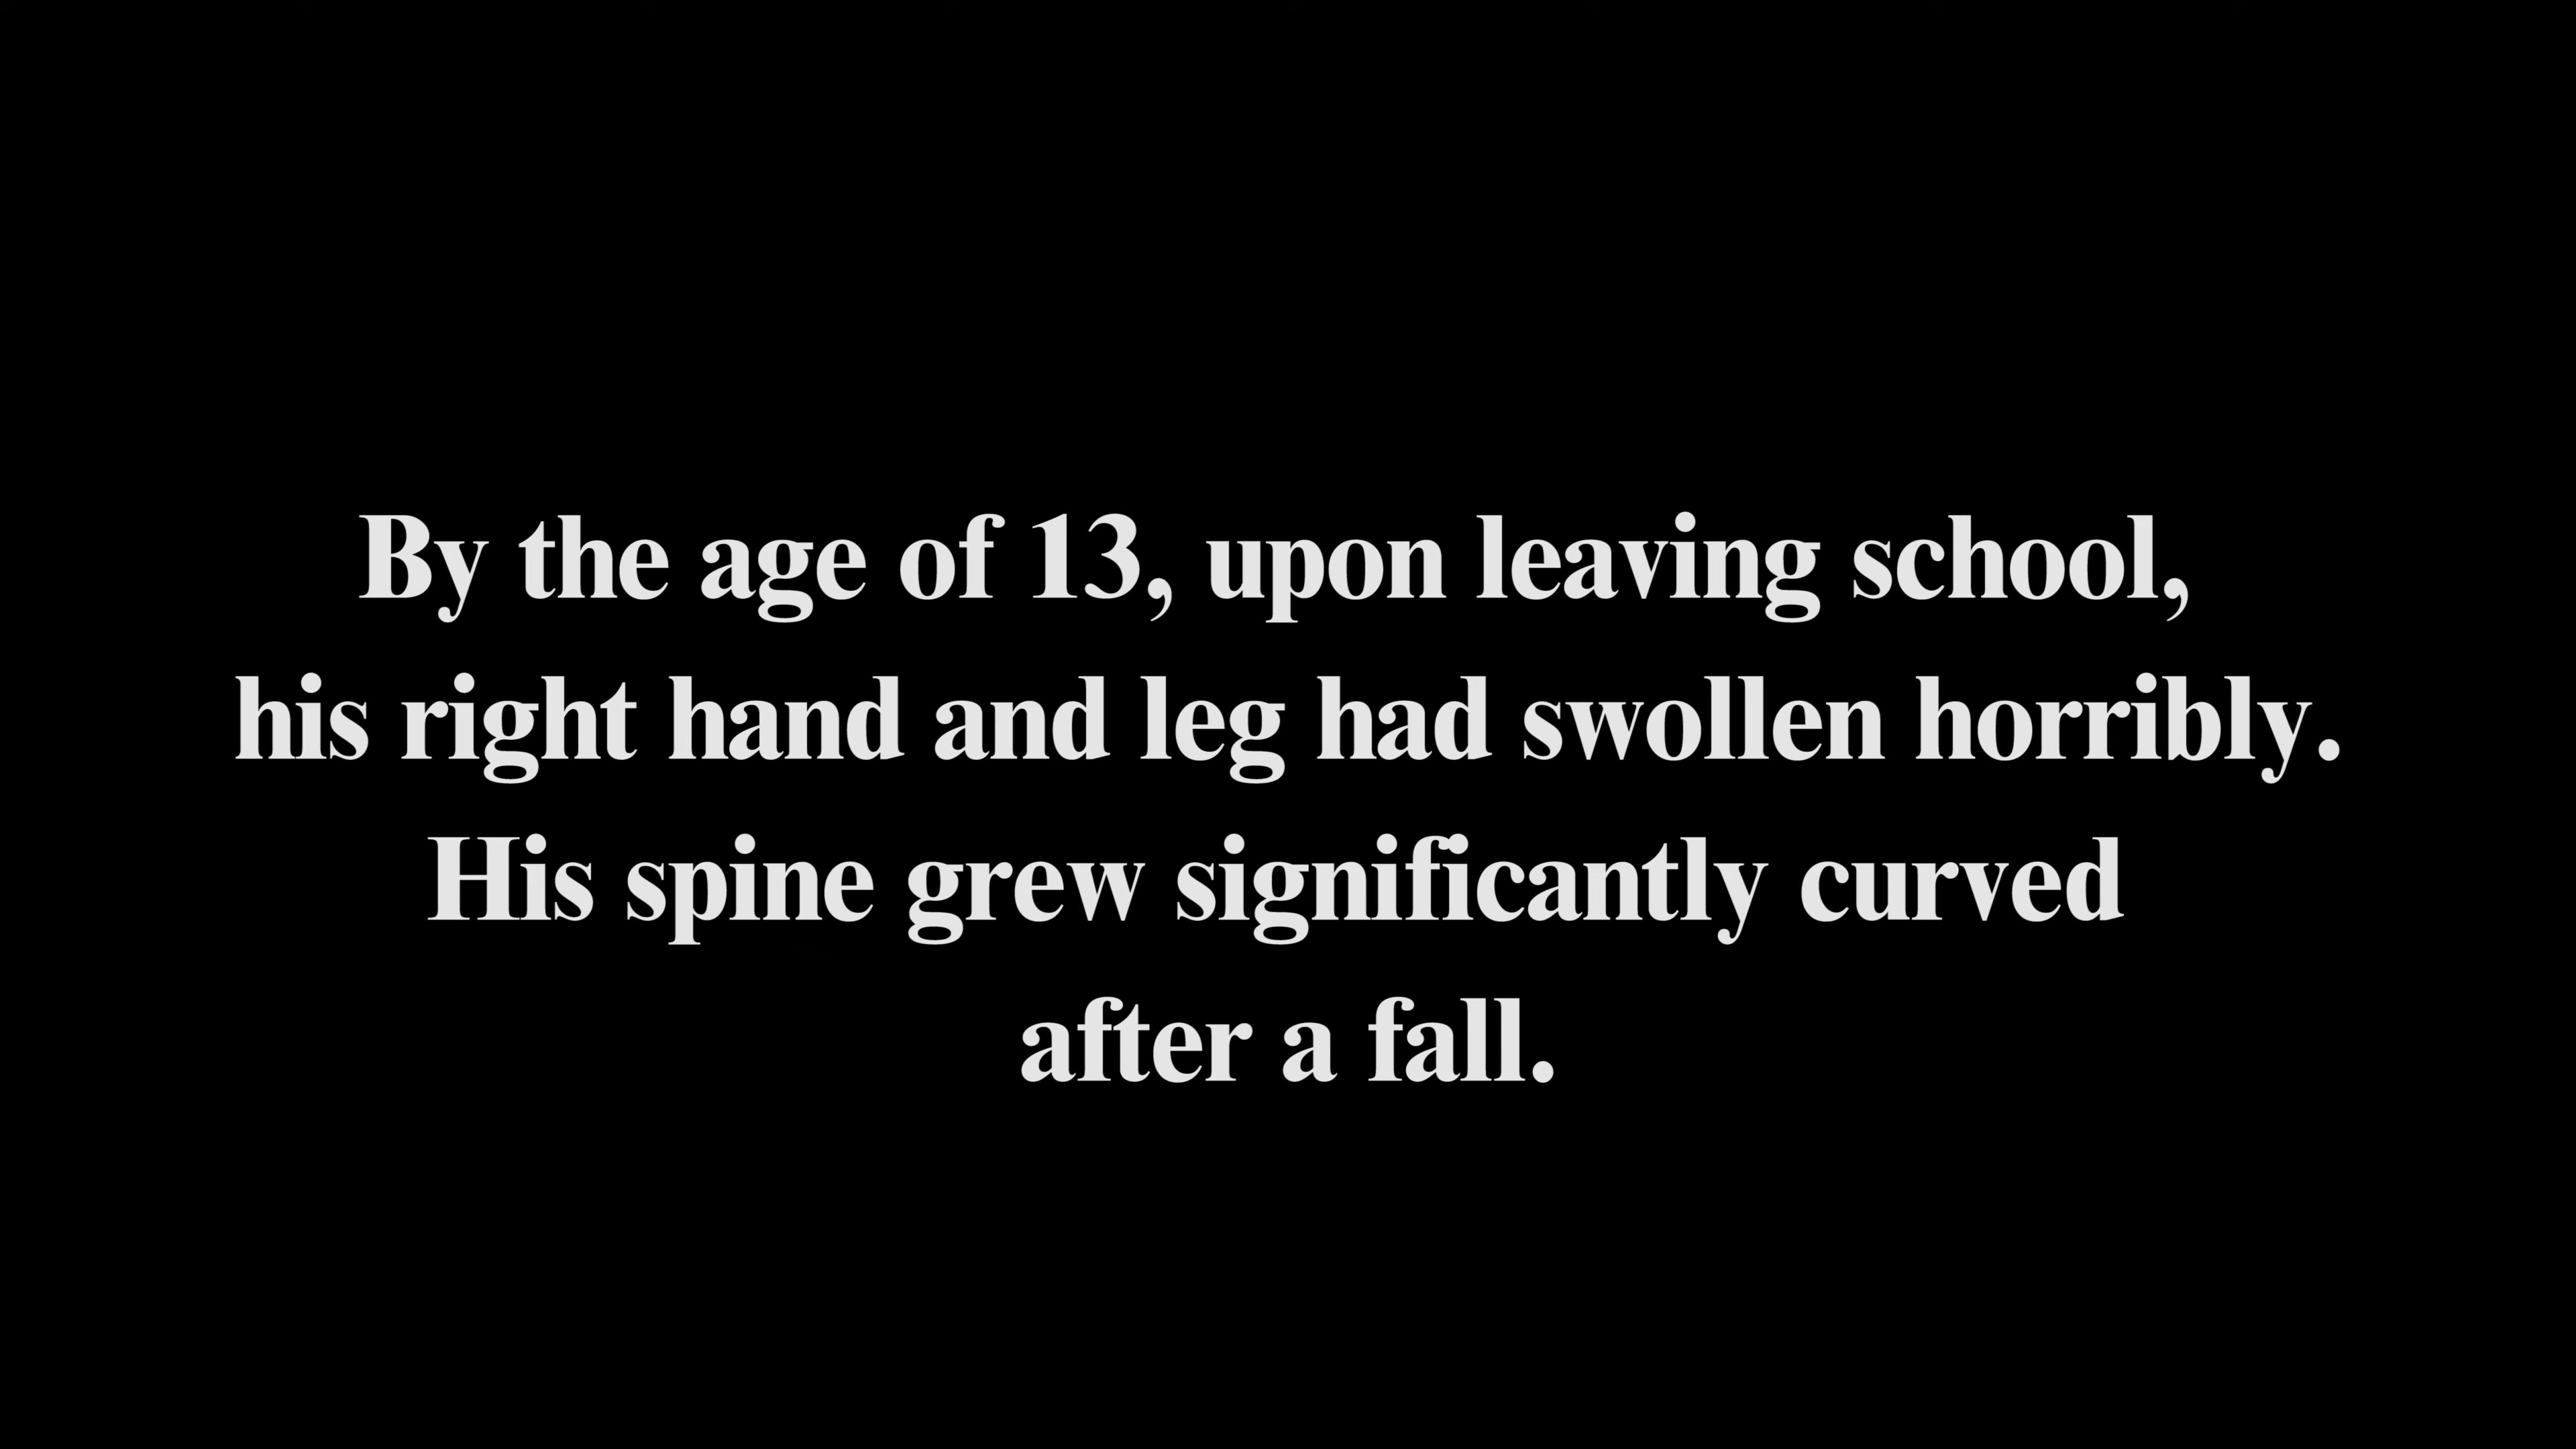 By the age of 13, upon leaving school,
his right hand and leg had swollen horribly.
His spine grew significantly curved
after a fall.